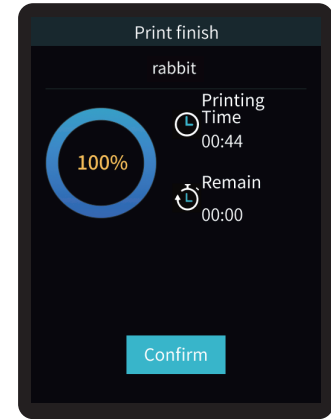 Print finish
rabbit
100%
Printing
Time
00:44
Remain
00:00
Confirm